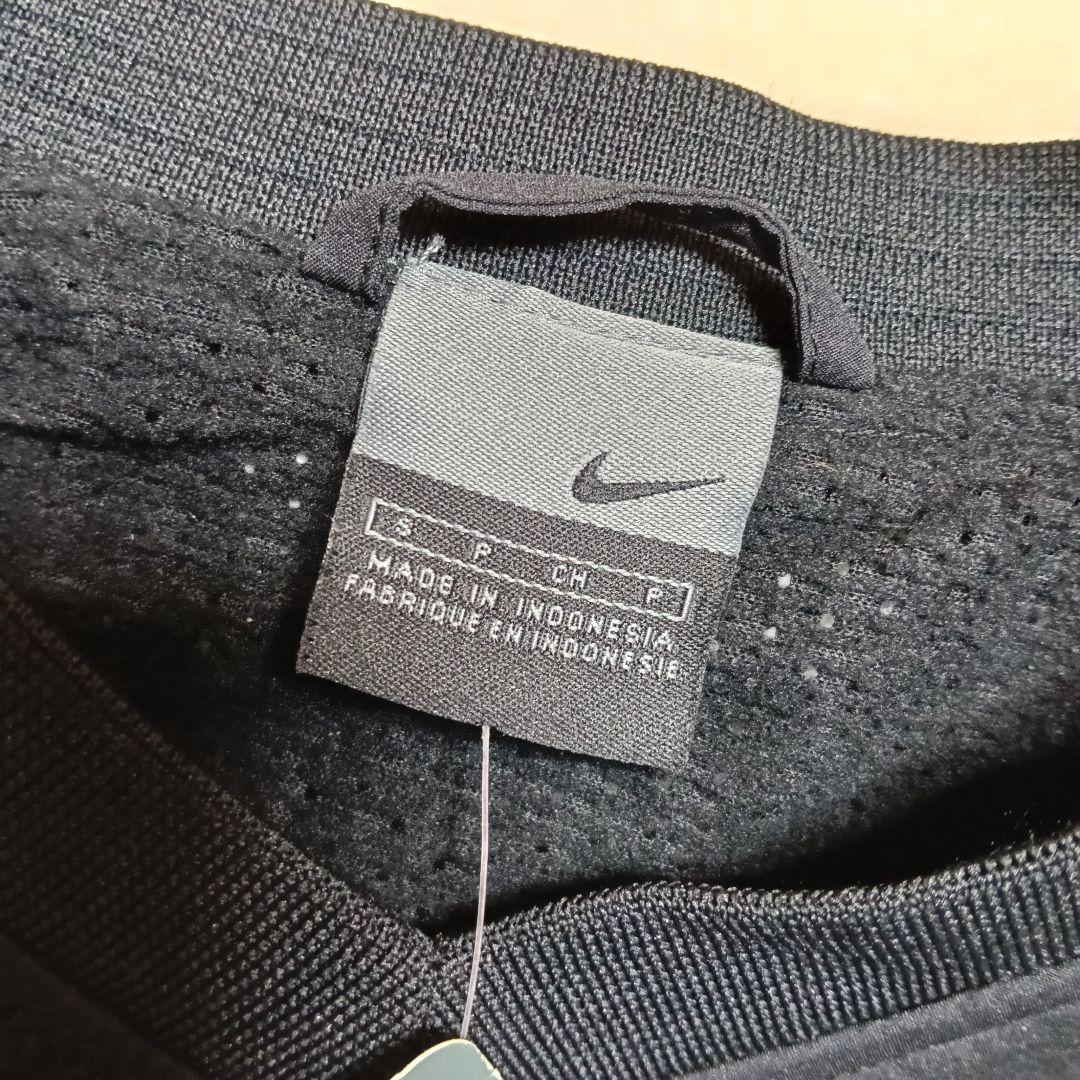 S P CH P
MADE IN INDONESIA
FABRIQUE EN INDONESIE